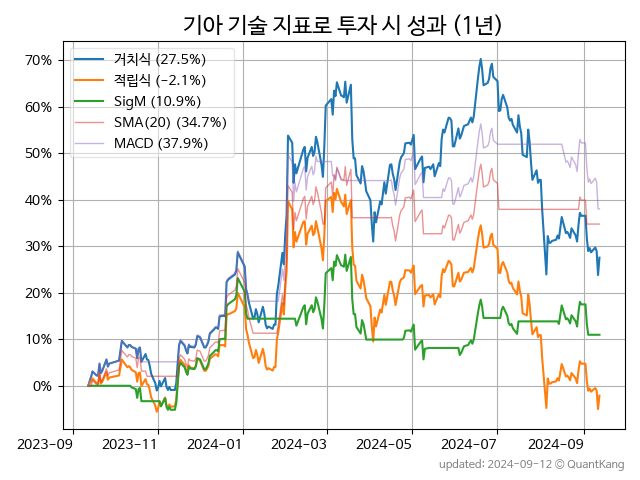 기아 기술 지표로 투자 시 성과 (1년)
거치식 (27.5%)
적립식 (−2.1%)
SigM (10.9%)
SMA(20) (34.7%)
MACD (37.9%)
70%
60%
50%
40%
30%
20%
10%
0%
2023-09 2023-11 2024-01 2024-03 2024-05 2024-07 2024-09
updated: 2024-09-12 ⓒ QuantKang